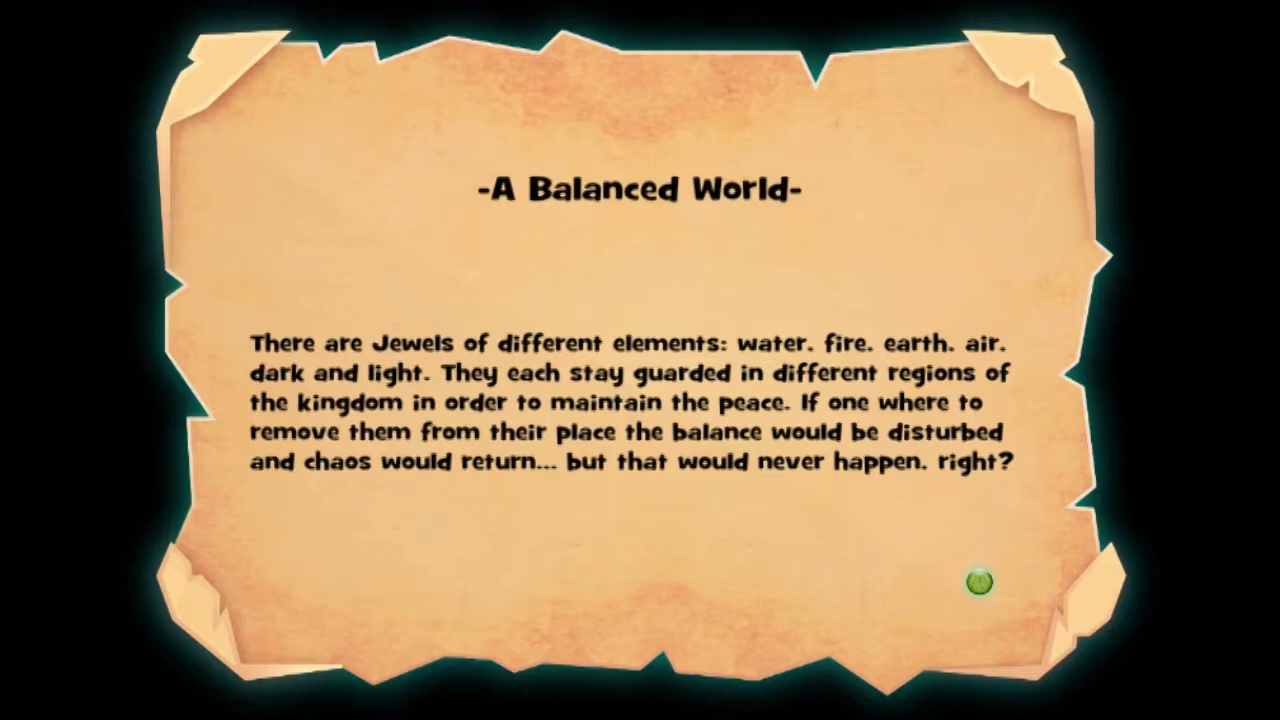 -A Balanced World-
There are Jewels of different elements: water. fire. earth. air.
dark and light. They each stay guarded in different regions of
the kingdom in order to maintain the peace. If one where to
remove them from their place the balance would be disturbed
and chaos would return... but that would never happen. right?